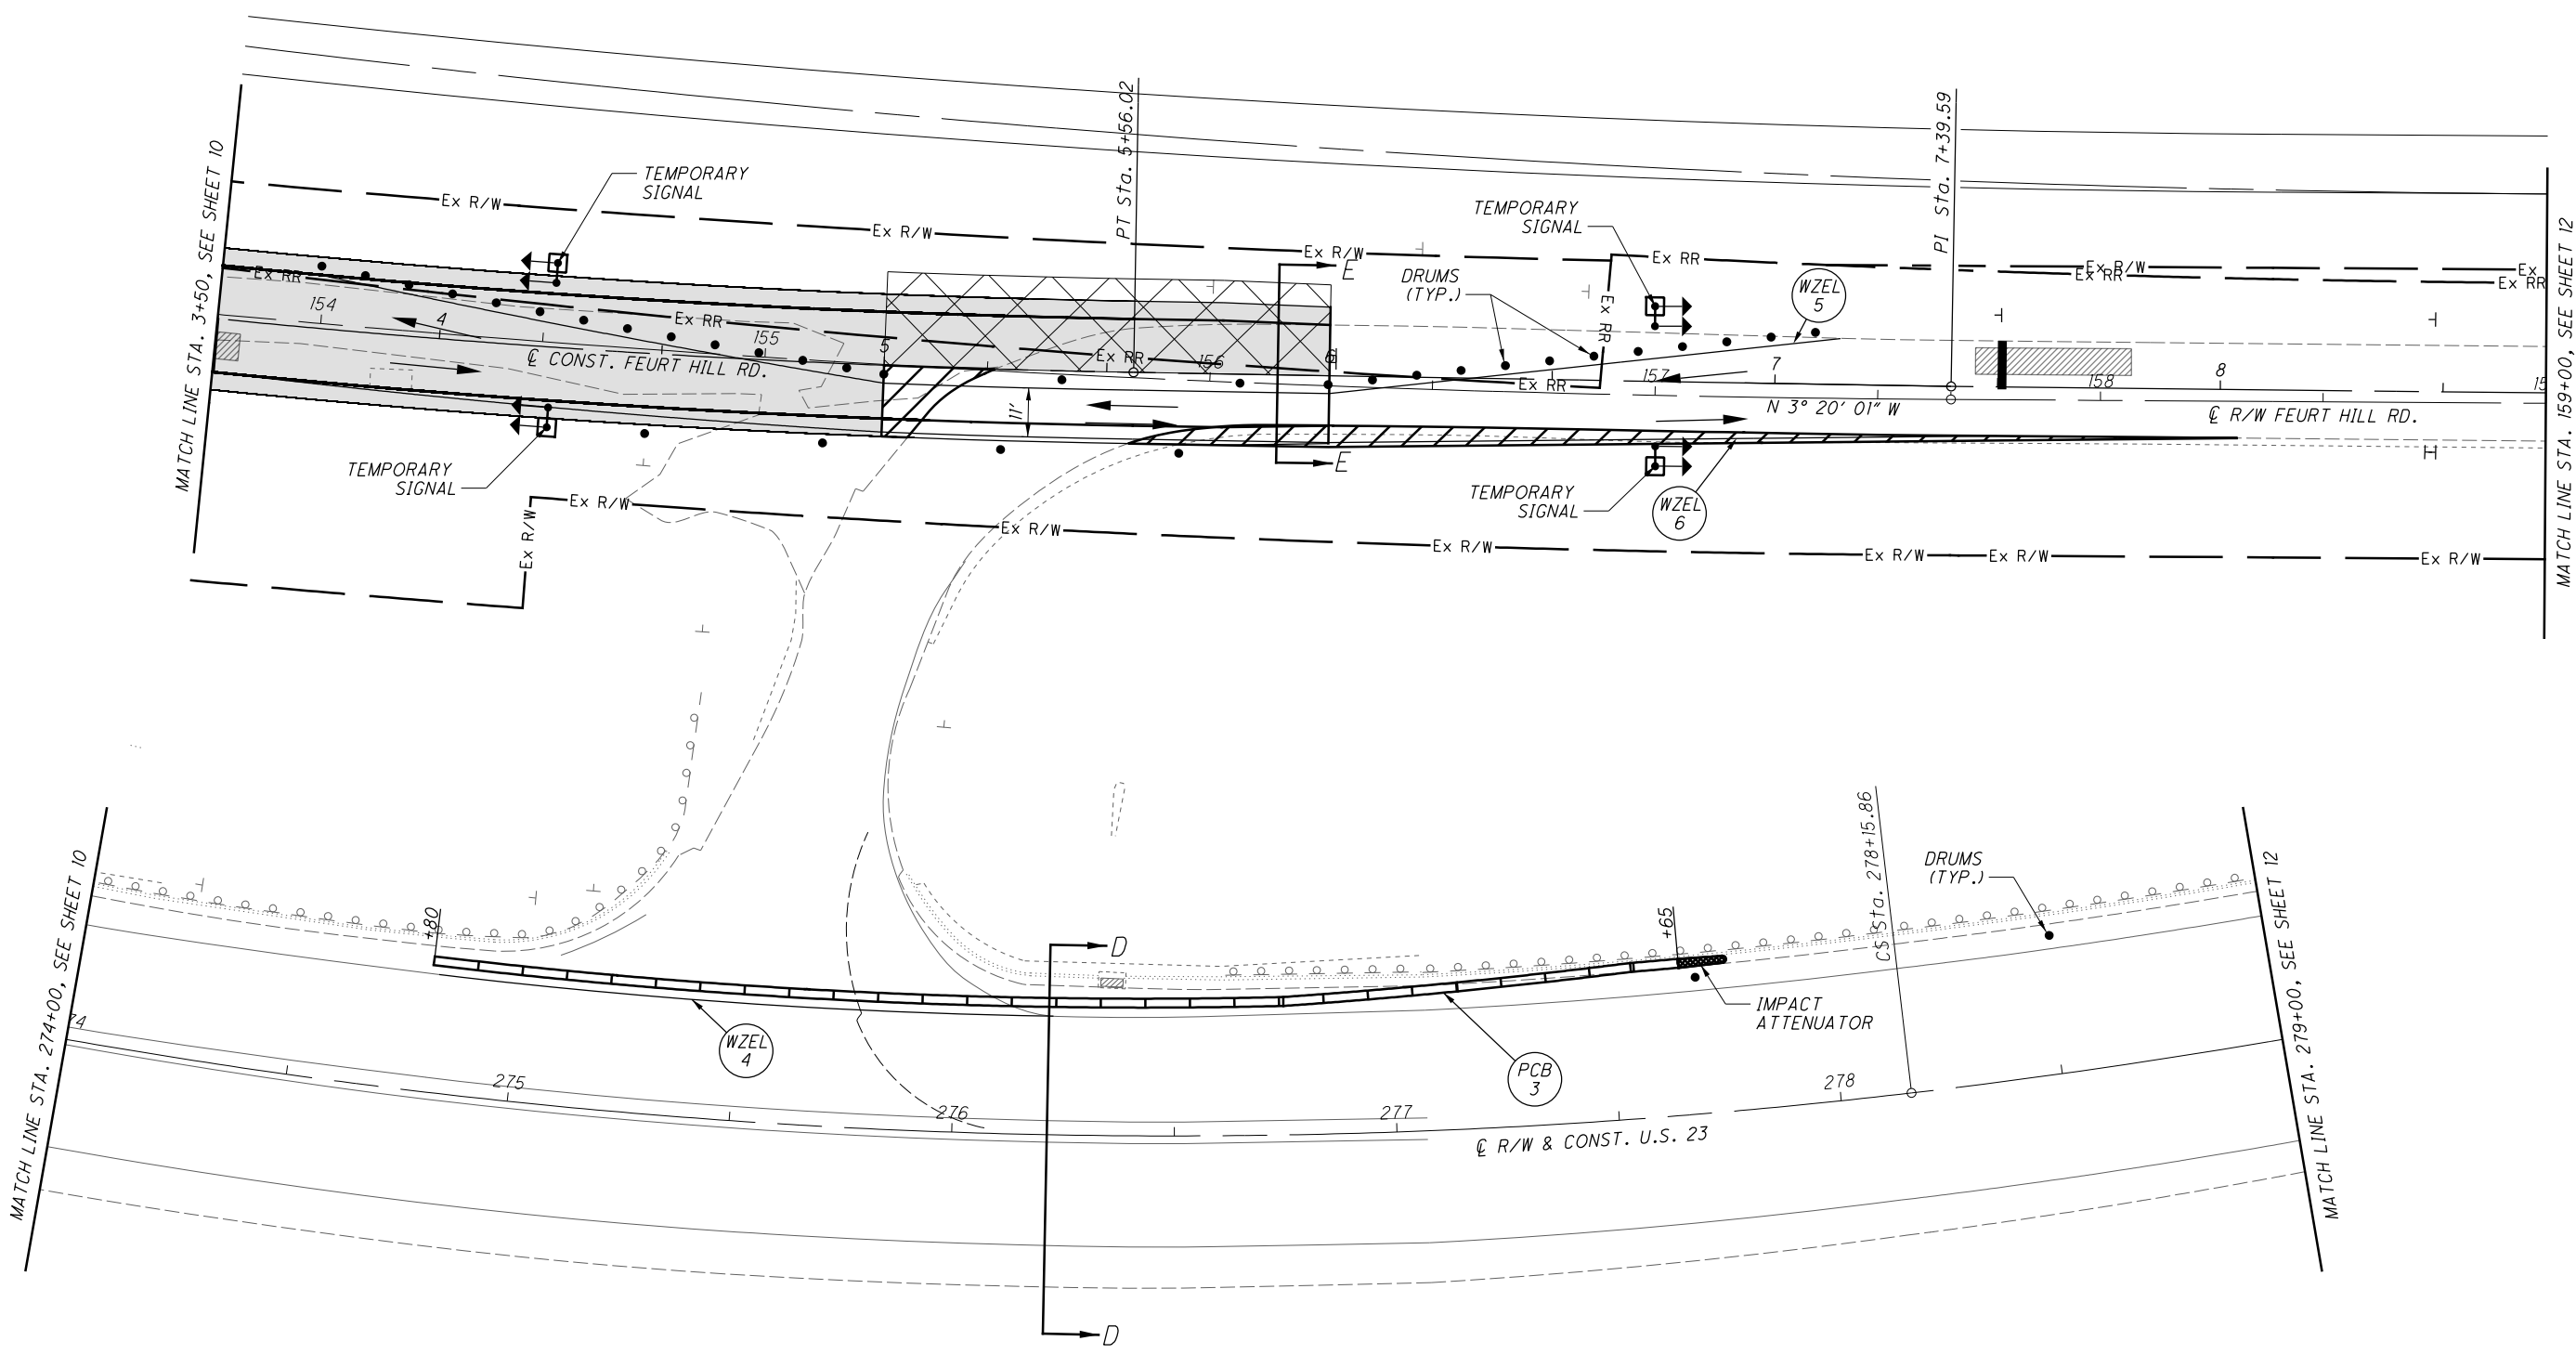 PT Sta. 5+56.02
PI Sta. 7+39.59
MATCH LINE STA. 3+50, SEE SHEET 10
MATCH LINE STA. 159+00, SEE SHEET 12
TEMPORARY
SIGNAL
TEMPORARY
SIGNAL
Ex R/W
Ex R/W
Ex R/W
Ex RR
Ex R/W
Ex
Ex RR
Ex RR
E
DRUMS
(TYP.)
WZEL
5
Ex RR
154
4
Ex RR
155
5
Ex RR
156
6
Ex RR
Ex RR
157
7
158
8
15
℄ CONST. FEURT HILL RD.
11'
N 3° 20' 01" W
℄ R/W FEURT HILL RD.
E
TEMPORARY
SIGNAL
TEMPORARY
SIGNAL
WZEL
6
Ex R/W
Ex R/W
Ex R/W
Ex R/W
Ex R/W
Ex R/W
Ex R/W
MATCH LINE STA. 274+00, SEE SHEET 10
MATCH LINE STA. 279+00, SEE SHEET 12
CS Sta. 278+15.86
DRUMS
(TYP.)
+80
+65
D
IMPACT
ATTENUATOR
WZEL
4
PCB
3
74
275
276
277
278
℄ R/W & CONST. U.S. 23
D